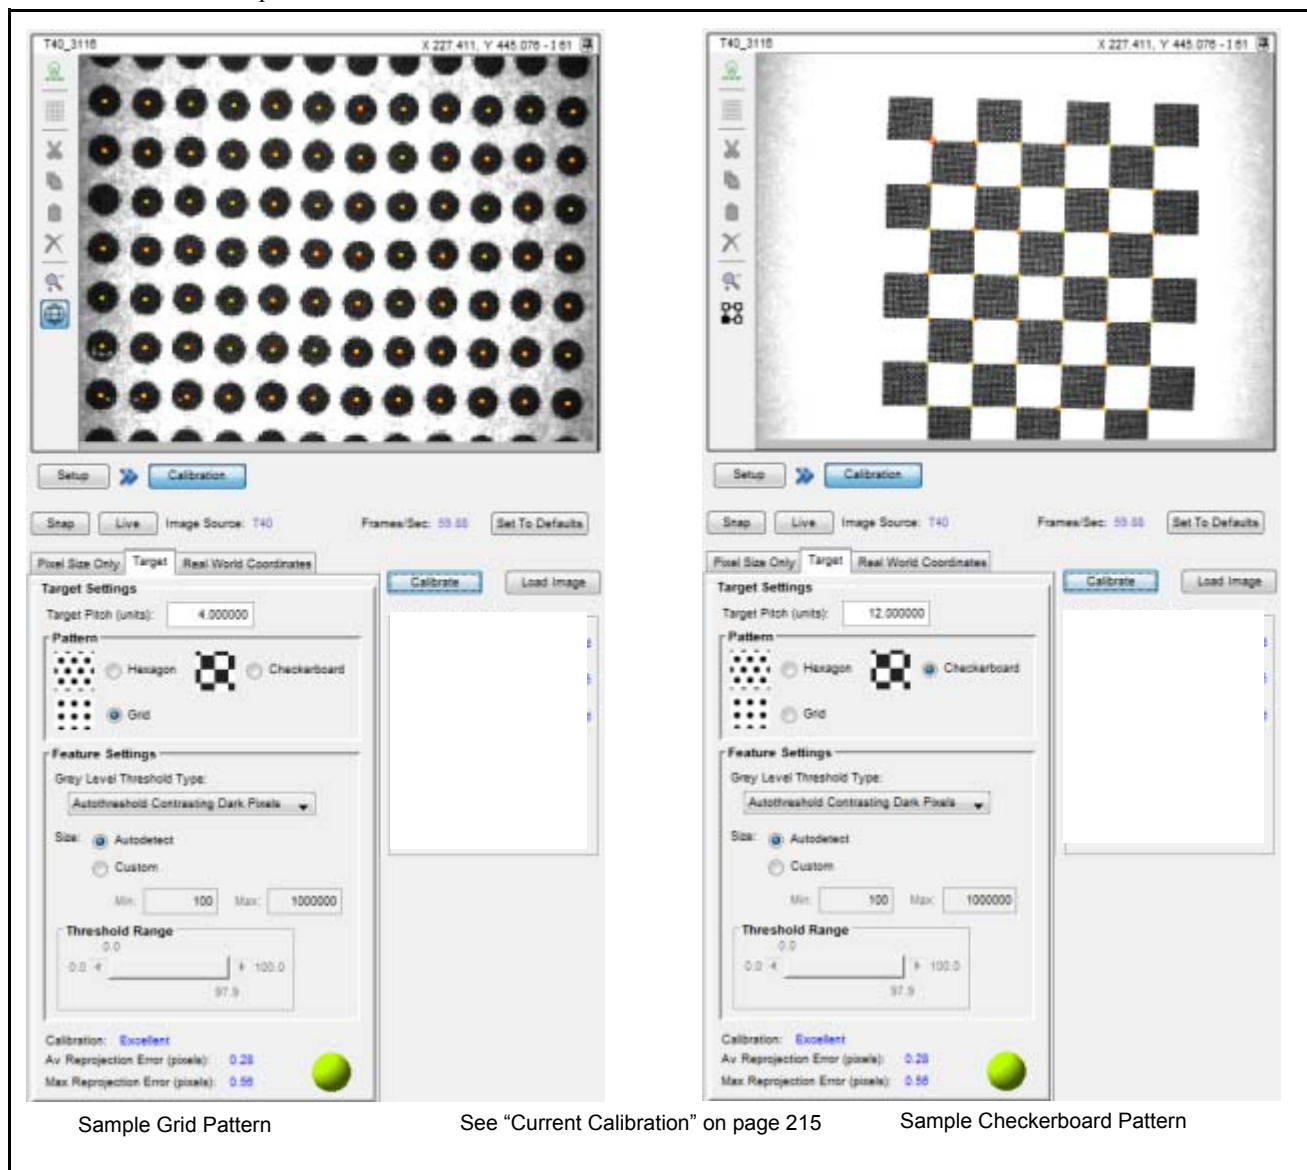 T40_3116 X 227.411, Y 445.076 - I 61
Setup Calibration
Snap Live Image Source: T40 Frames/Sec: 59.88 Set To Defaults
Pixel Size Only Target Real World Coordinates
Calibrate Load Image
Target Settings
Target Pitch (units): 4.000000
Pattern
Hexagon Checkerboard
Grid
Feature Settings
Grey Level Threshold Type:
Autothreshold Contrasting Dark Pixels
Size: Autodetect
Custom
Min: 100 Max: 1000000
Threshold Range
0.0
0.0 100.0
97.9
Calibration: Excellent
Av Reprojection Error (pixels): 0.28
Max Reprojection Error (pixels): 0.56
Sample Grid Pattern
T40_3116 X 227.411, Y 445.076 - I 61
Setup Calibration
Snap Live Image Source: T40 Frames/Sec: 59.88 Set To Defaults
Pixel Size Only Target Real World Coordinates
Calibrate Load Image
Target Settings
Target Pitch (units): 12.000000
Pattern
Hexagon Checkerboard
Grid
Feature Settings
Grey Level Threshold Type:
Autothreshold Contrasting Dark Pixels
Size: Autodetect
Custom
Min: 100 Max: 1000000
Threshold Range
0.0
0.0 100.0
97.9
Calibration: Excellent
Av Reprojection Error (pixels): 0.28
Max Reprojection Error (pixels): 0.56
See “Current Calibration” on page 215
Sample Checkerboard Pattern